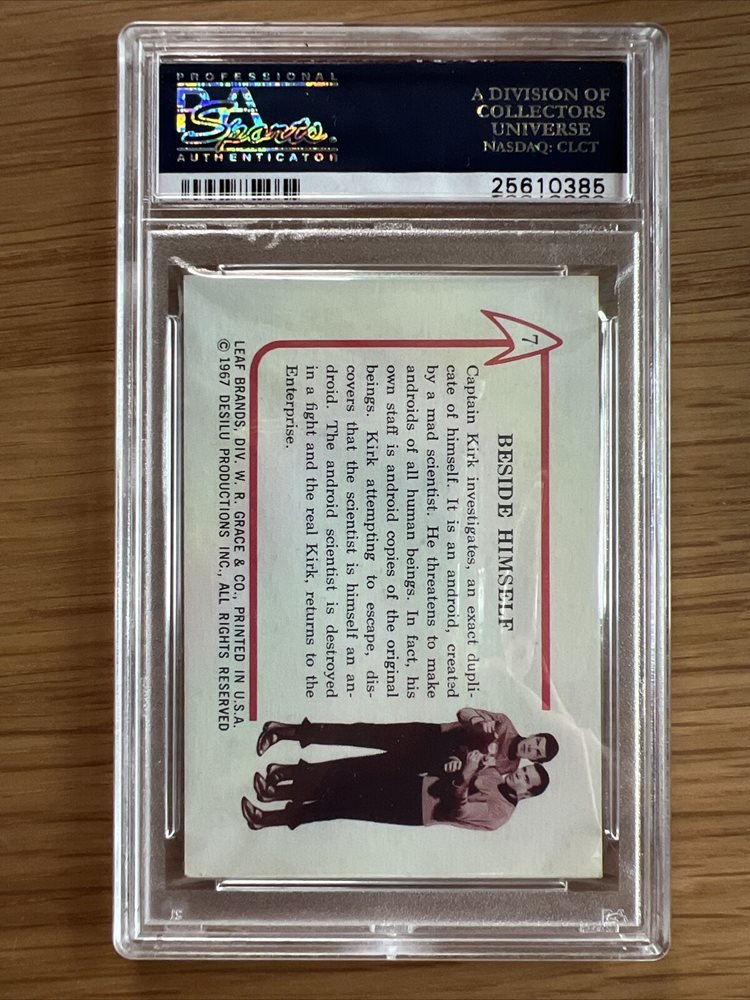 PROFESSIONAL
PSA
Sports
AUTHENTICATOR
A DIVISION OF
COLLECTORS
UNIVERSE
NASDAQ: CLCT
25610385
7
BESIDE HIMSELF
Captain Kirk investigates, an exact dupli-
cate of himself. It is an android, created
by a mad scientist. He threatens to make
androids of all human beings. In fact, his
own staff is android copies of the original
beings. Kirk attempting to escape, dis-
covers that the scientist is himself an an-
droid. The android scientist is destroyed
in a fight and the real Kirk, returns to the
Enterprise.
LEAF BRANDS, DIV. W. R. GRACE & CO., PRINTED IN U.S.A.
© 1967 DESILU PRODUCTIONS INC., ALL RIGHTS RESERVED